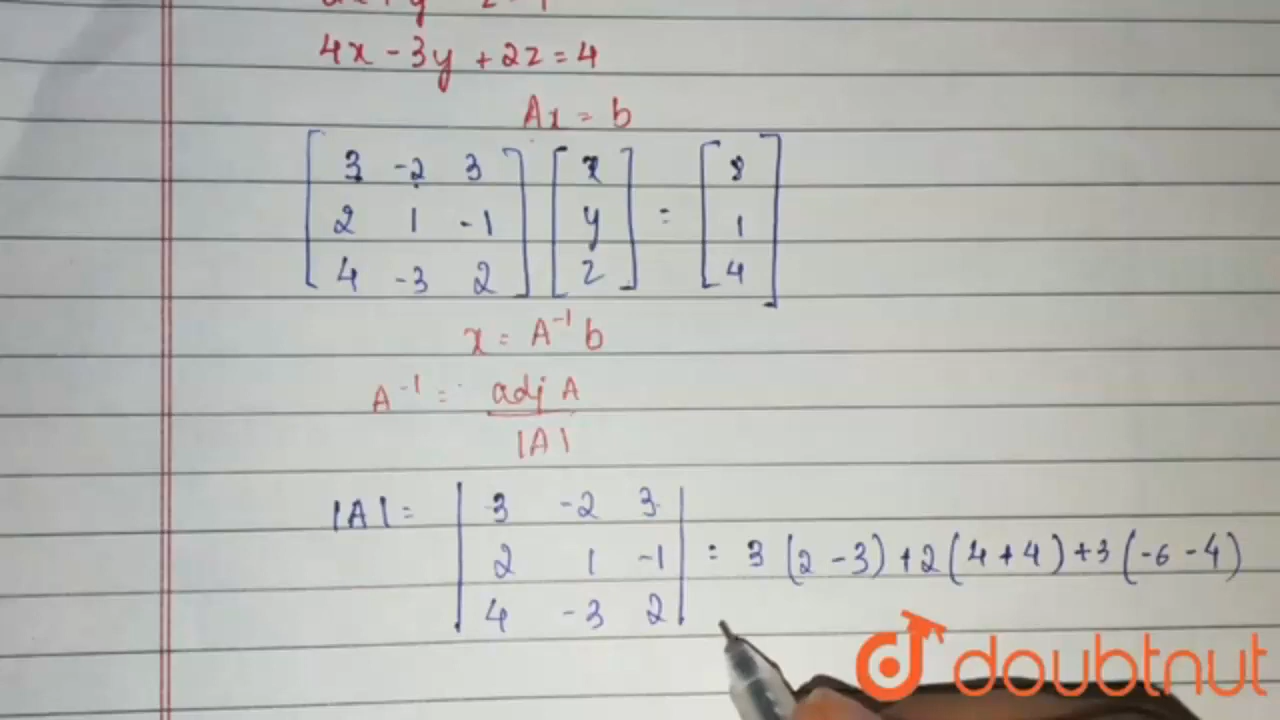 4x - 3y + 2z = 4
Ax = b
[ 3 -2 3 ] [ x ] = [ 8 ]
[ 2 1 -1 ] [ y ] [ 1 ]
[ 4 -3 2 ] [ z ] [ 4 ]
x = A⁻¹ b
A⁻¹ = adj A
|A|
|A| = | 3 -2 3 |
| 2 1 -1 | = 3 (2 - 3) + 2 (4 + 4) + 3 (-6 - 4)
| 4 -3 2 |
doubtnut